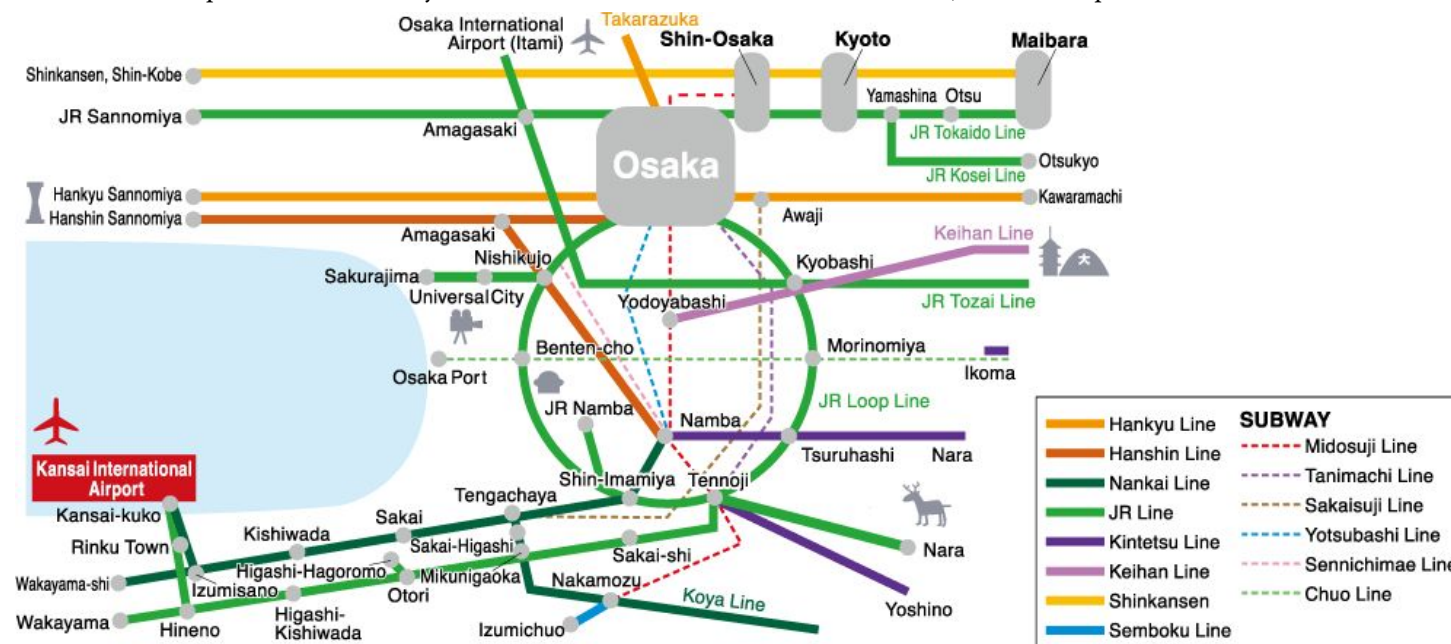 Osaka International
Airport (Itami)
Takarazuka
Shin-Osaka
Kyoto
Maibara
Shinkansen, Shin-Kobe
JR Sannomiya
Amagasaki
Yamashina
Otsu
JR Tokaido Line
Osaka
Otsukyo
JR Kosei Line
Hankyu Sannomiya
Kawaramachi
Hanshin Sannomiya
Awaji
Amagasaki
Keihan Line
Nishikujo
Kyobashi
大
Sakurajima
Universal City
Yodoyabashi
JR Tozai Line
Benten-cho
Morinomiya
Osaka Port
Ikoma
JR Namba
JR Loop Line
Namba
Tsuruhashi
Nara
Kansai International
Airport
Shin-Imamiya
Tennoji
Tengachaya
Kansai-kuko
Sakai
Kishiwada
Rinku Town
Sakai-Higashi
Sakai-shi
Nara
Higashi-Hagoromo
Mikunigaoka
Wakayama-shi
Izumisano
Otori
Nakamozu
Koya Line
Yoshino
Wakayama
Hineno
Higashi-
Kishiwada
Izumichuo
Hankyu Line
Hanshin Line
Nankai Line
JR Line
Kintetsu Line
Keihan Line
Shinkansen
Semboku Line
SUBWAY
Midosuji Line
Tanimachi Line
Sakaisuji Line
Yotsubashi Line
Sennichimae Line
Chuo Line